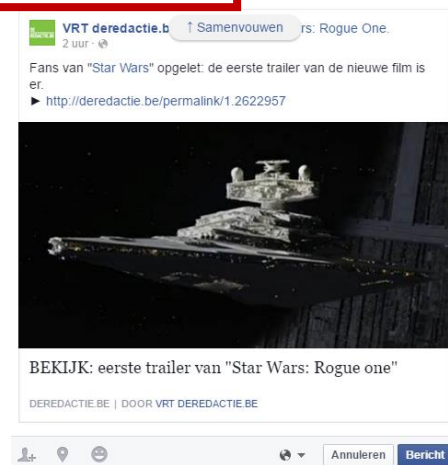 VRT deredactie.b
↑ Samenvouwen
rs: Rogue One.
2 uur ·
Fans van "Star Wars" opgelet: de eerste trailer van de nieuwe film is
er.
► http://deredactie.be/permalink/1.2622957
BEKIJK: eerste trailer van "Star Wars: Rogue one"
DEREDACTIE.BE | DOOR VRT DEREDACTIE.BE
Annuleren
Bericht